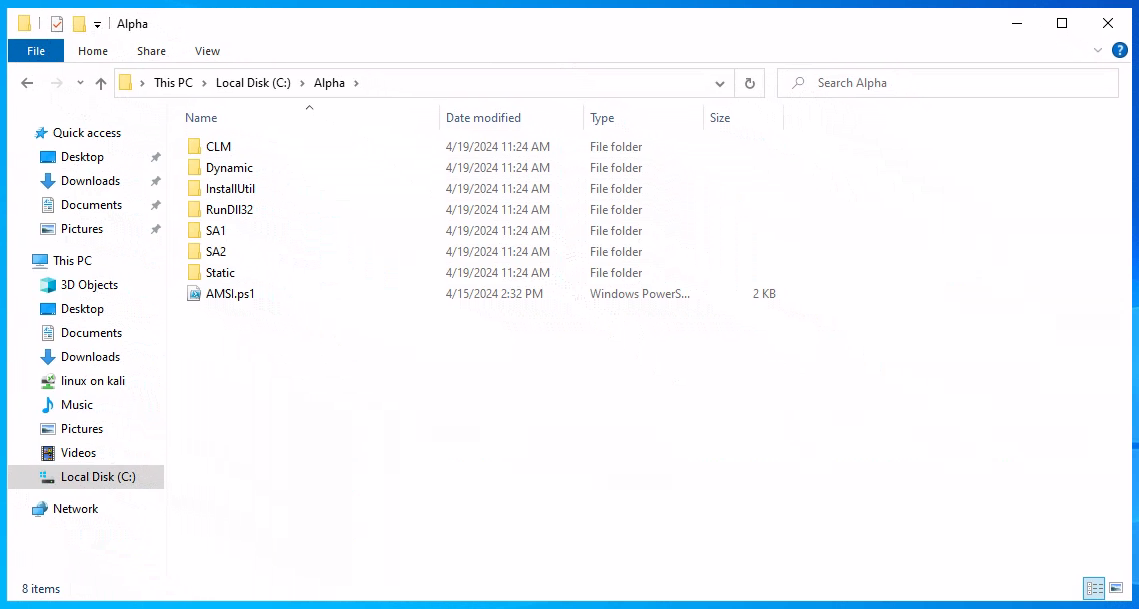 Alpha
File Home Share View
This PC Local Disk (C:) Alpha Search Alpha
Name Date modified Type Size
Quick access
Desktop
Downloads
Documents
Pictures
This PC
3D Objects
Desktop
Documents
Downloads
linux on kali
Music
Pictures
Videos
Local Disk (C:)
Network
CLM 4/19/2024 11:24 AM File folder
Dynamic 4/19/2024 11:24 AM File folder
InstallUtil 4/19/2024 11:24 AM File folder
RunDll32 4/19/2024 11:24 AM File folder
SA1 4/19/2024 11:24 AM File folder
SA2 4/19/2024 11:24 AM File folder
Static 4/19/2024 11:24 AM File folder
AMSI.ps1 4/15/2024 2:32 PM Windows PowerS... 2 KB
8 items